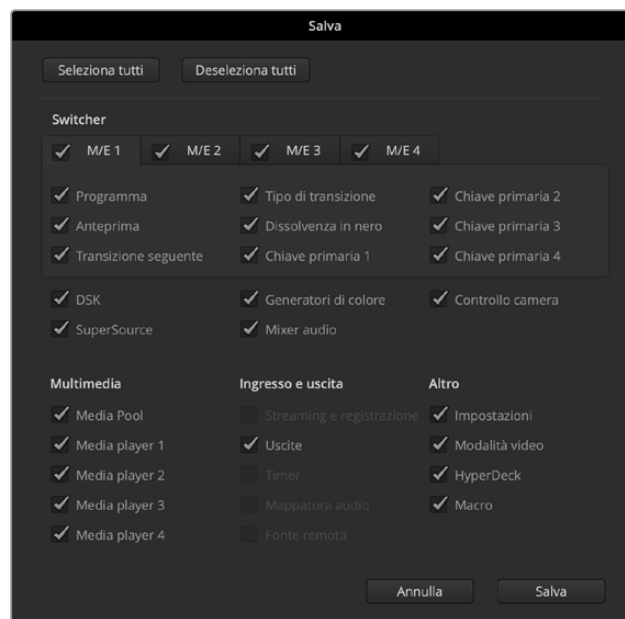 Salva
Seleziona tutti Deseleziona tutti
Switcher
M/E 1 M/E 2 M/E 3 M/E 4
Programma Tipo di transizione Chiave primaria 2
Anteprima Dissolvenza in nero Chiave primaria 3
Transizione seguente Chiave primaria 1 Chiave primaria 4
DSK Generatori di colore Controllo camera
SuperSource Mixer audio
Multimedia Ingresso e uscita Altro
Media Pool Streaming e registrazione Impostazioni
Media player 1 Uscite Modalità video
Media player 2 Timer HyperDeck
Media player 3 Mappatura audio Macro
Media player 4 Fonte remota
Annulla Salva